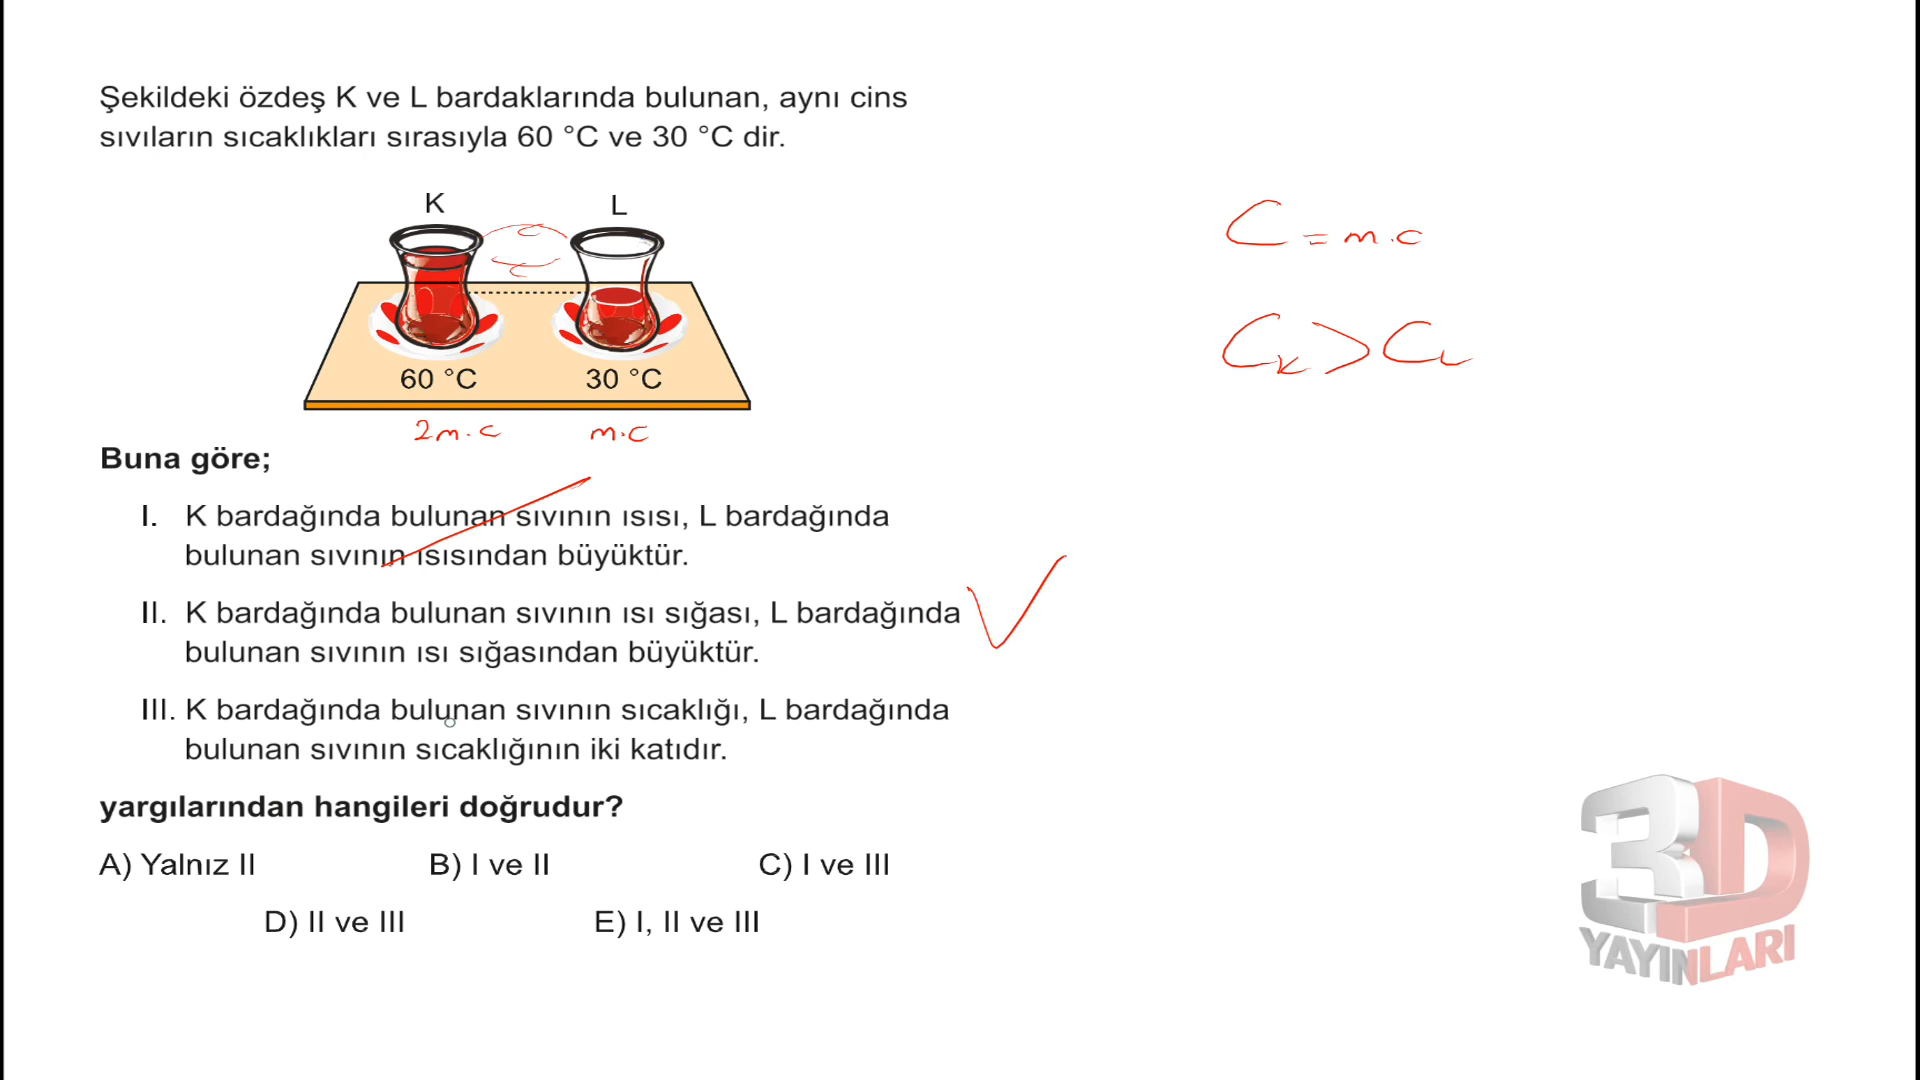 Şekildeki özdeş K ve L bardaklarında bulunan, aynı cins
sıvıların sıcaklıkları sırasıyla 60 °C ve 30 °C dir.
K
L
60 °C
30 °C
2m.c
m.c
C = m.c
C_K > C_L
Buna göre;
I. K bardağında bulunan sıvının ısısı, L bardağında
bulunan sıvının ısısından büyüktür.
II. K bardağında bulunan sıvının ısı sığası, L bardağında
bulunan sıvının ısı sığasından büyüktür.
III. K bardağında bulunan sıvının sıcaklığı, L bardağında
bulunan sıvının sıcaklığının iki katıdır.
yargılarından hangileri doğrudur?
A) Yalnız II
B) I ve II
C) I ve III
D) II ve III
E) I, II ve III
3D
YAYINLARI